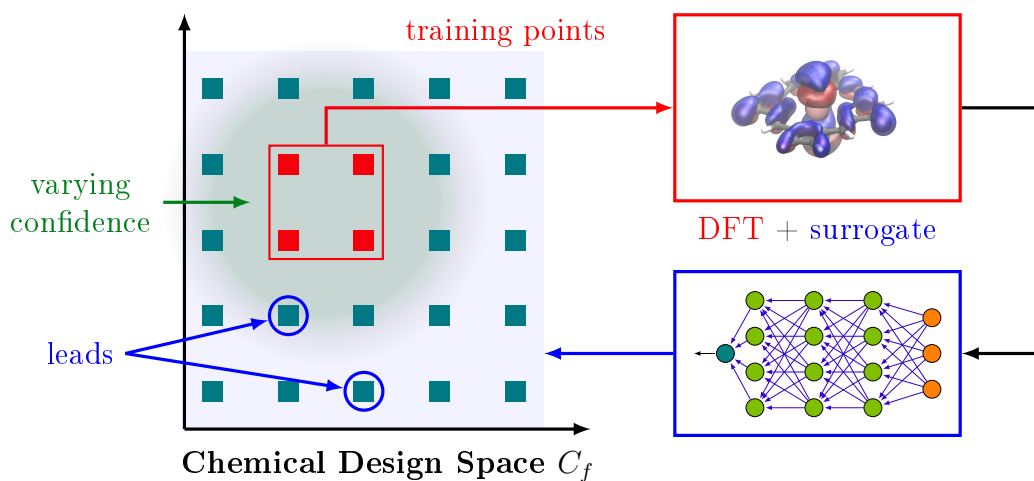 training points
varying
confidence
DFT + surrogate
leads
Chemical Design Space C_f